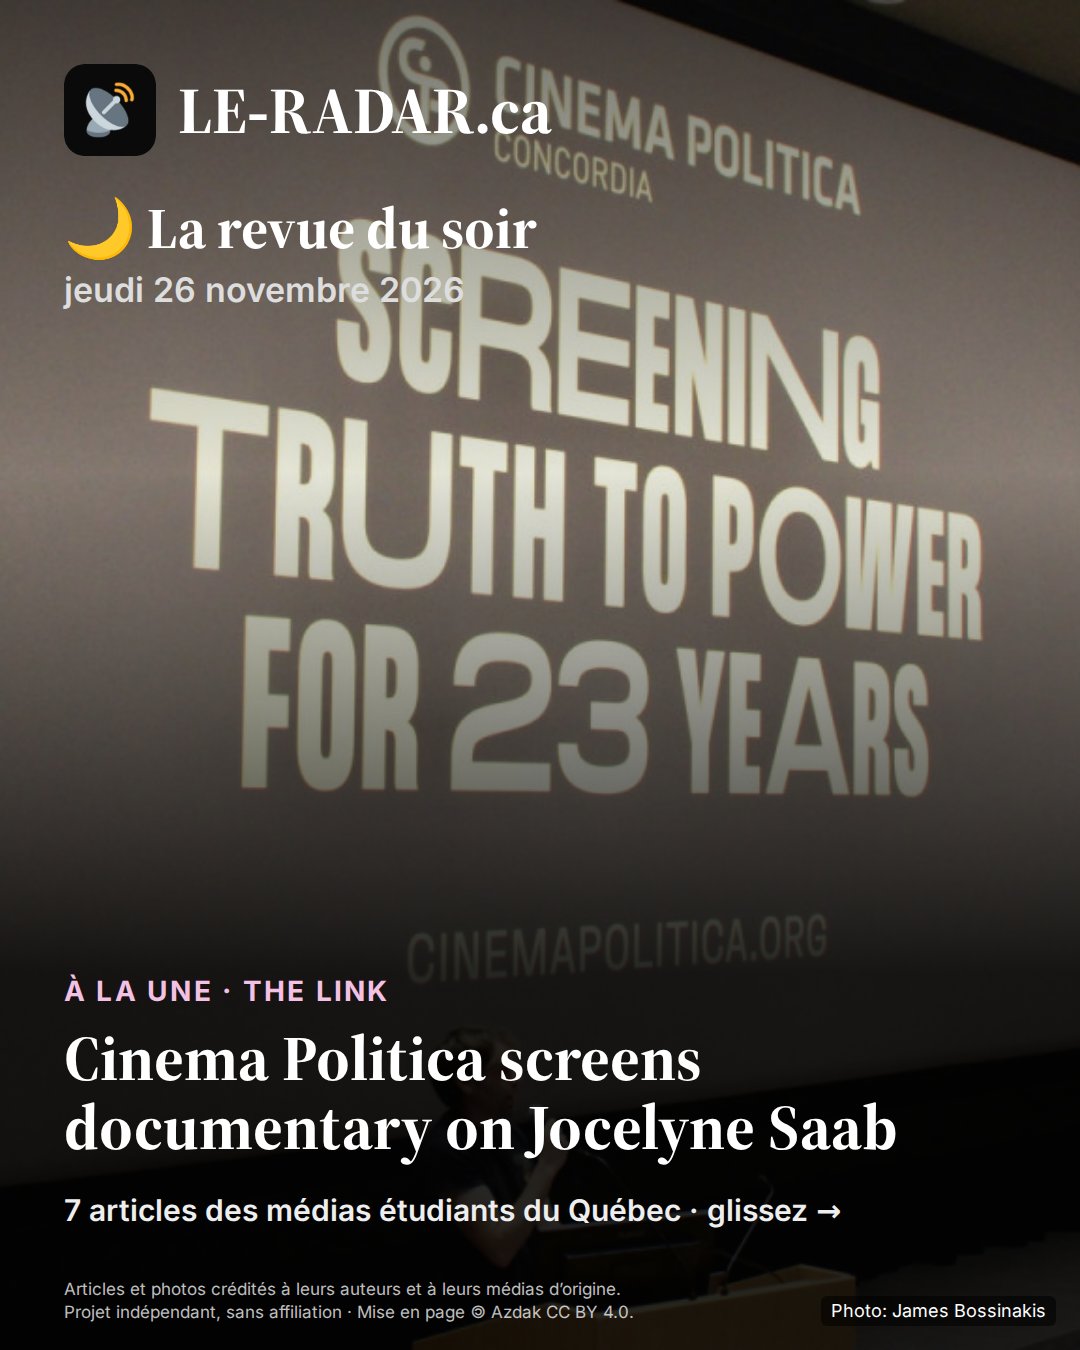 LE-RADAR.ca
CINEMA POLITICA
CONCORDIA
🌙 La revue du soir
jeudi 26 novembre 2026
SCREENING
TRUTH TO POWER
FOR 23 YEARS
CINEMAPOLITICA.ORG
À LA UNE · THE LINK
Cinema Politica screens
documentary on Jocelyne Saab
7 articles des médias étudiants du Québec · glissez →
Articles et photos crédités à leurs auteurs et à leurs médias d’origine.
Projet indépendant, sans affiliation · Mise en page © Azdak CC BY 4.0.
Photo: James Bossinakis